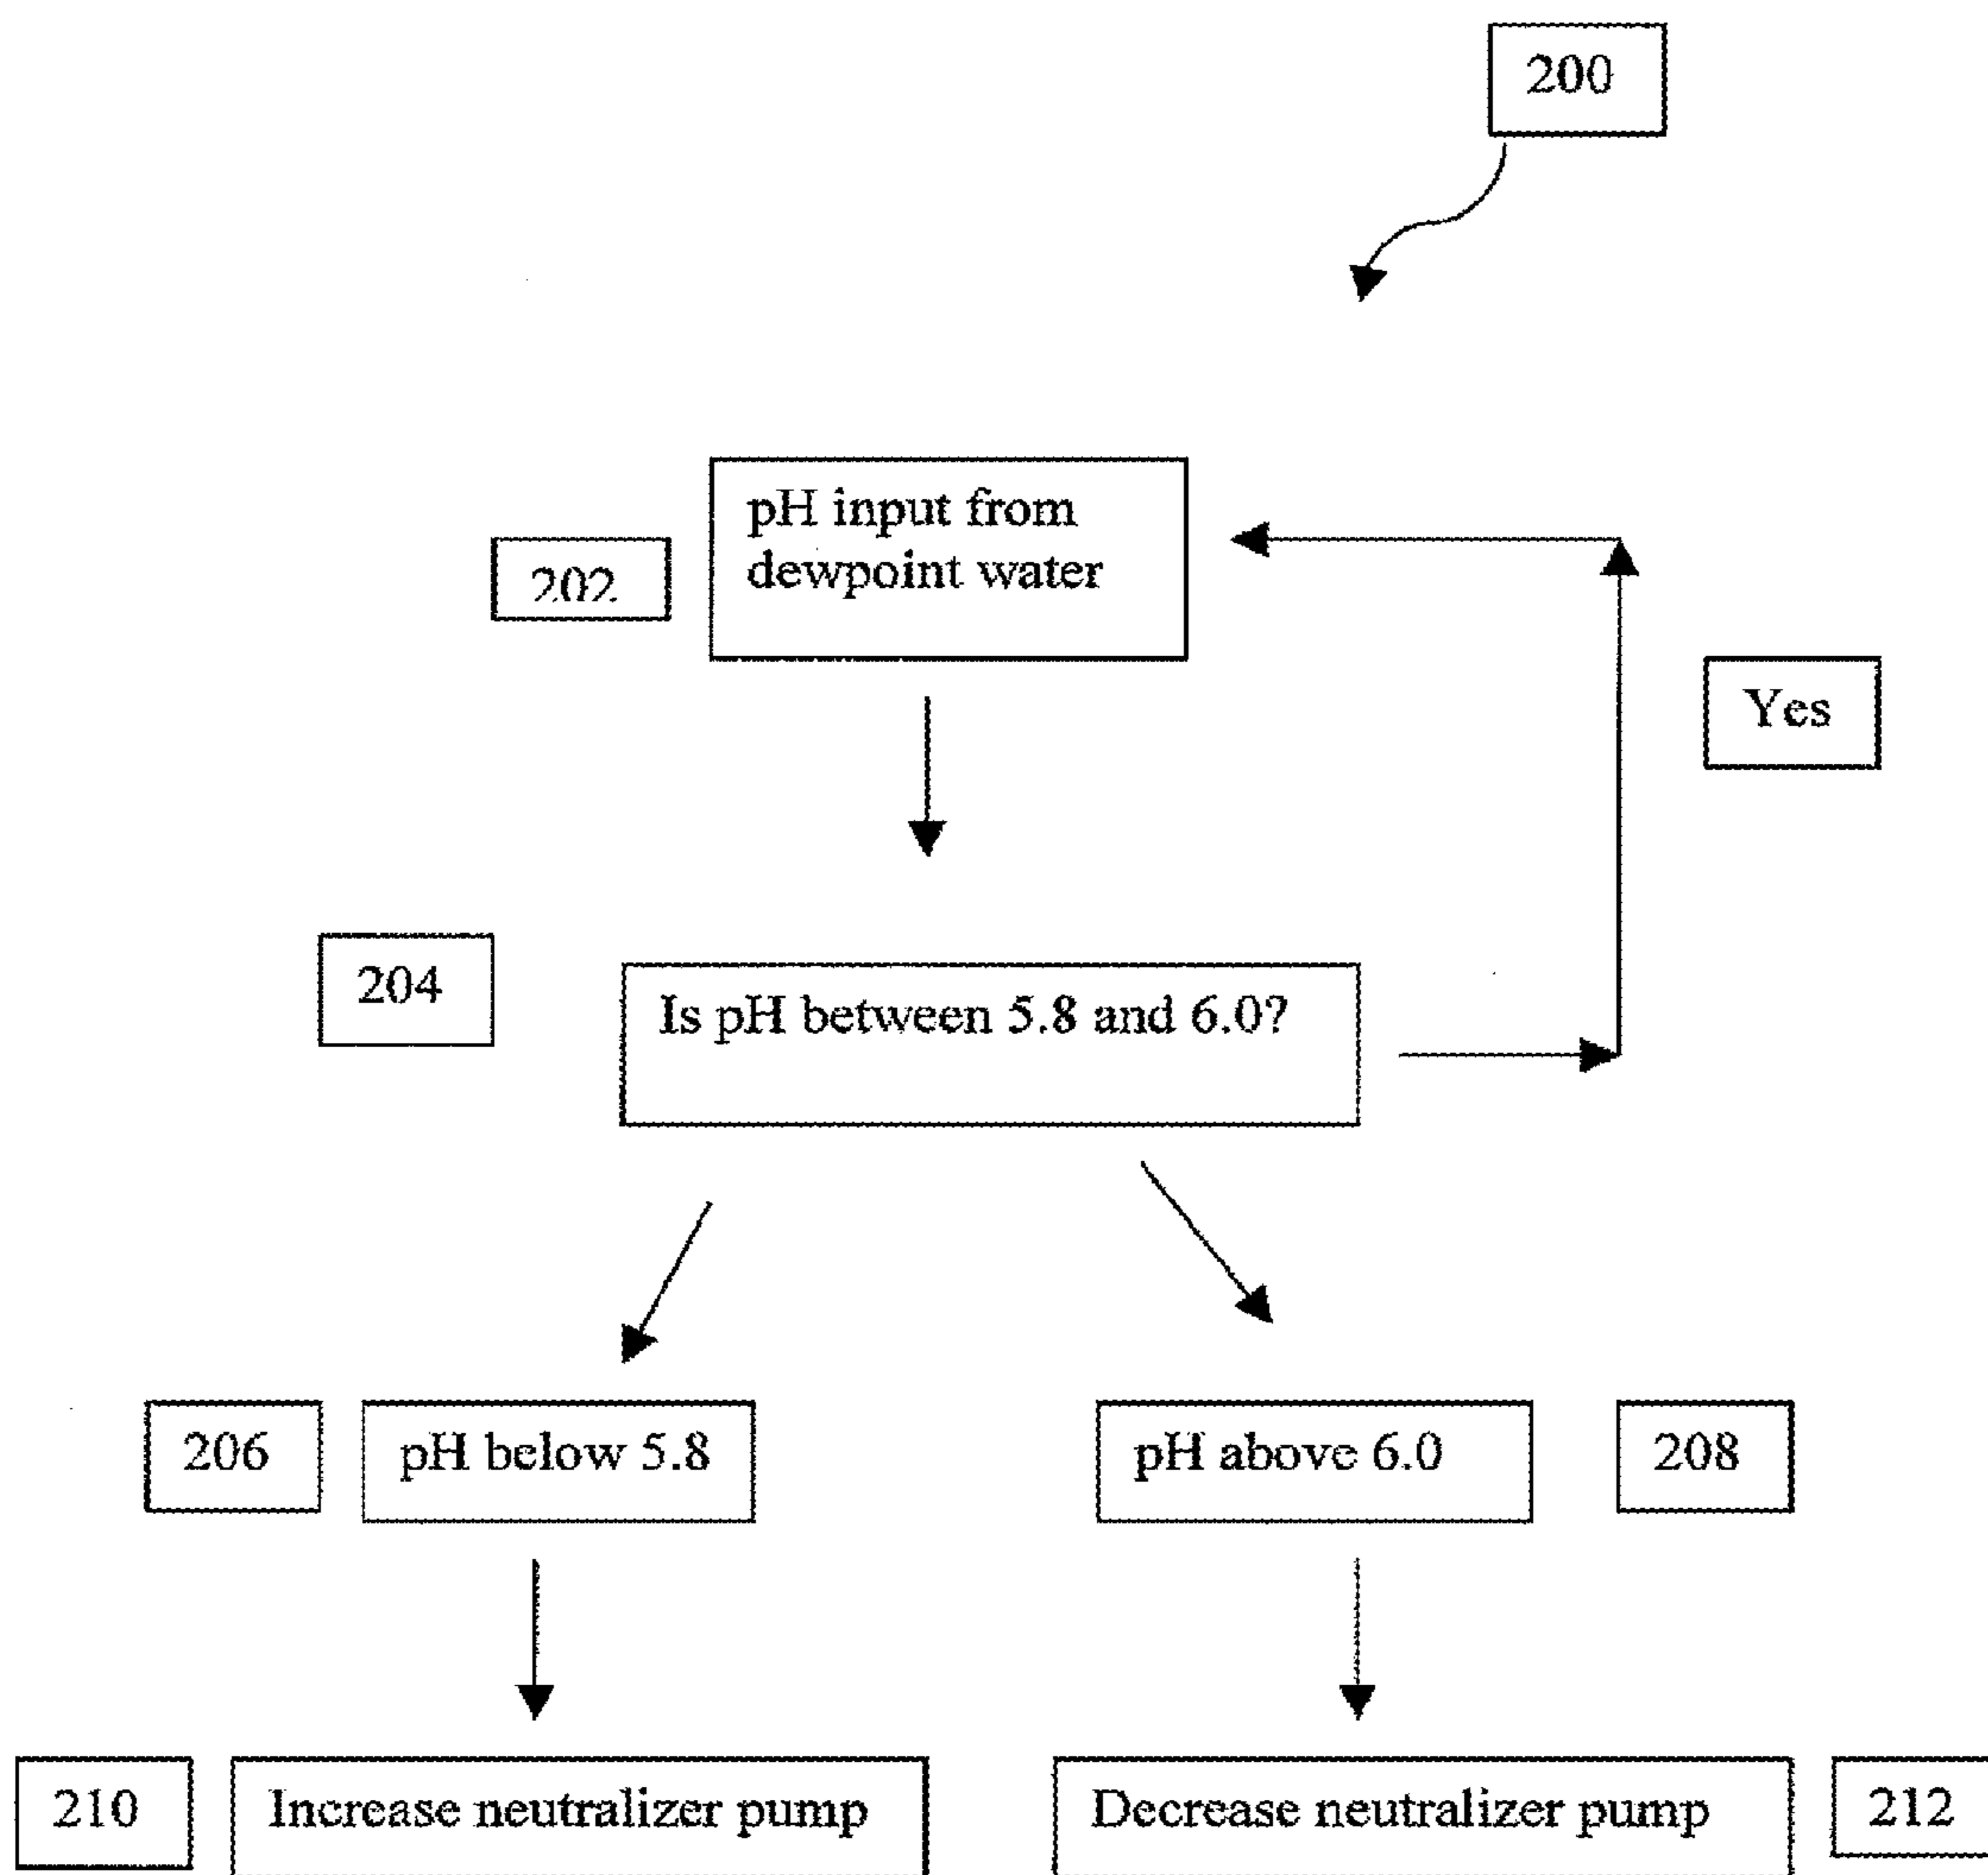 200
pH input from
dewpoint water
202
Yes
204
Is pH between 5.8 and 6.0?
206
pH below 5.8
pH above 6.0
208
210
Increase neutralizer pump
Decrease neutralizer pump
212